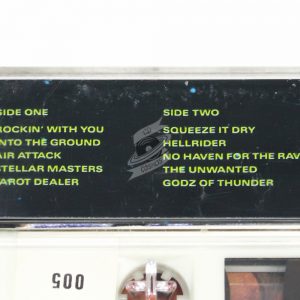 SIDE ONE
ROCKIN' WITH YOU
INTO THE GROUND
AIR ATTACK
STELLAR MASTERS
TAROT DEALER
SIDE TWO
SQUEEZE IT DRY
HELLRIDER
NO HAVEN FOR THE RAV
THE UNWANTED
GODZ OF THUNDER
005